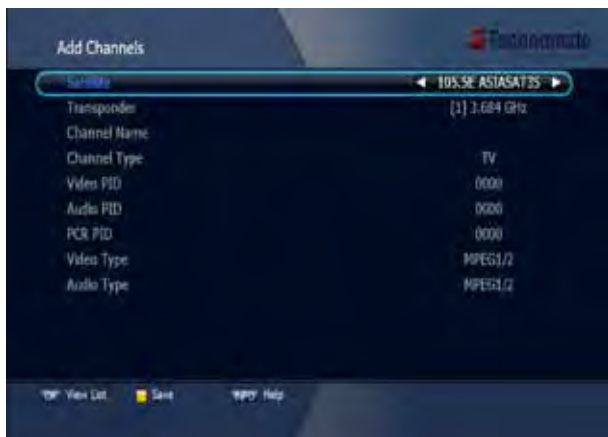 Add Channels
Technomate
Satellite 105.5E ASIASAT3S
Transponder [1] 3.684 GHz
Channel Name
Channel Type TV
Video PID 0000
Audio PID 0000
PCR PID 0000
Video Type MPEG1/2
Audio Type MPEG1/2
View List Save Help